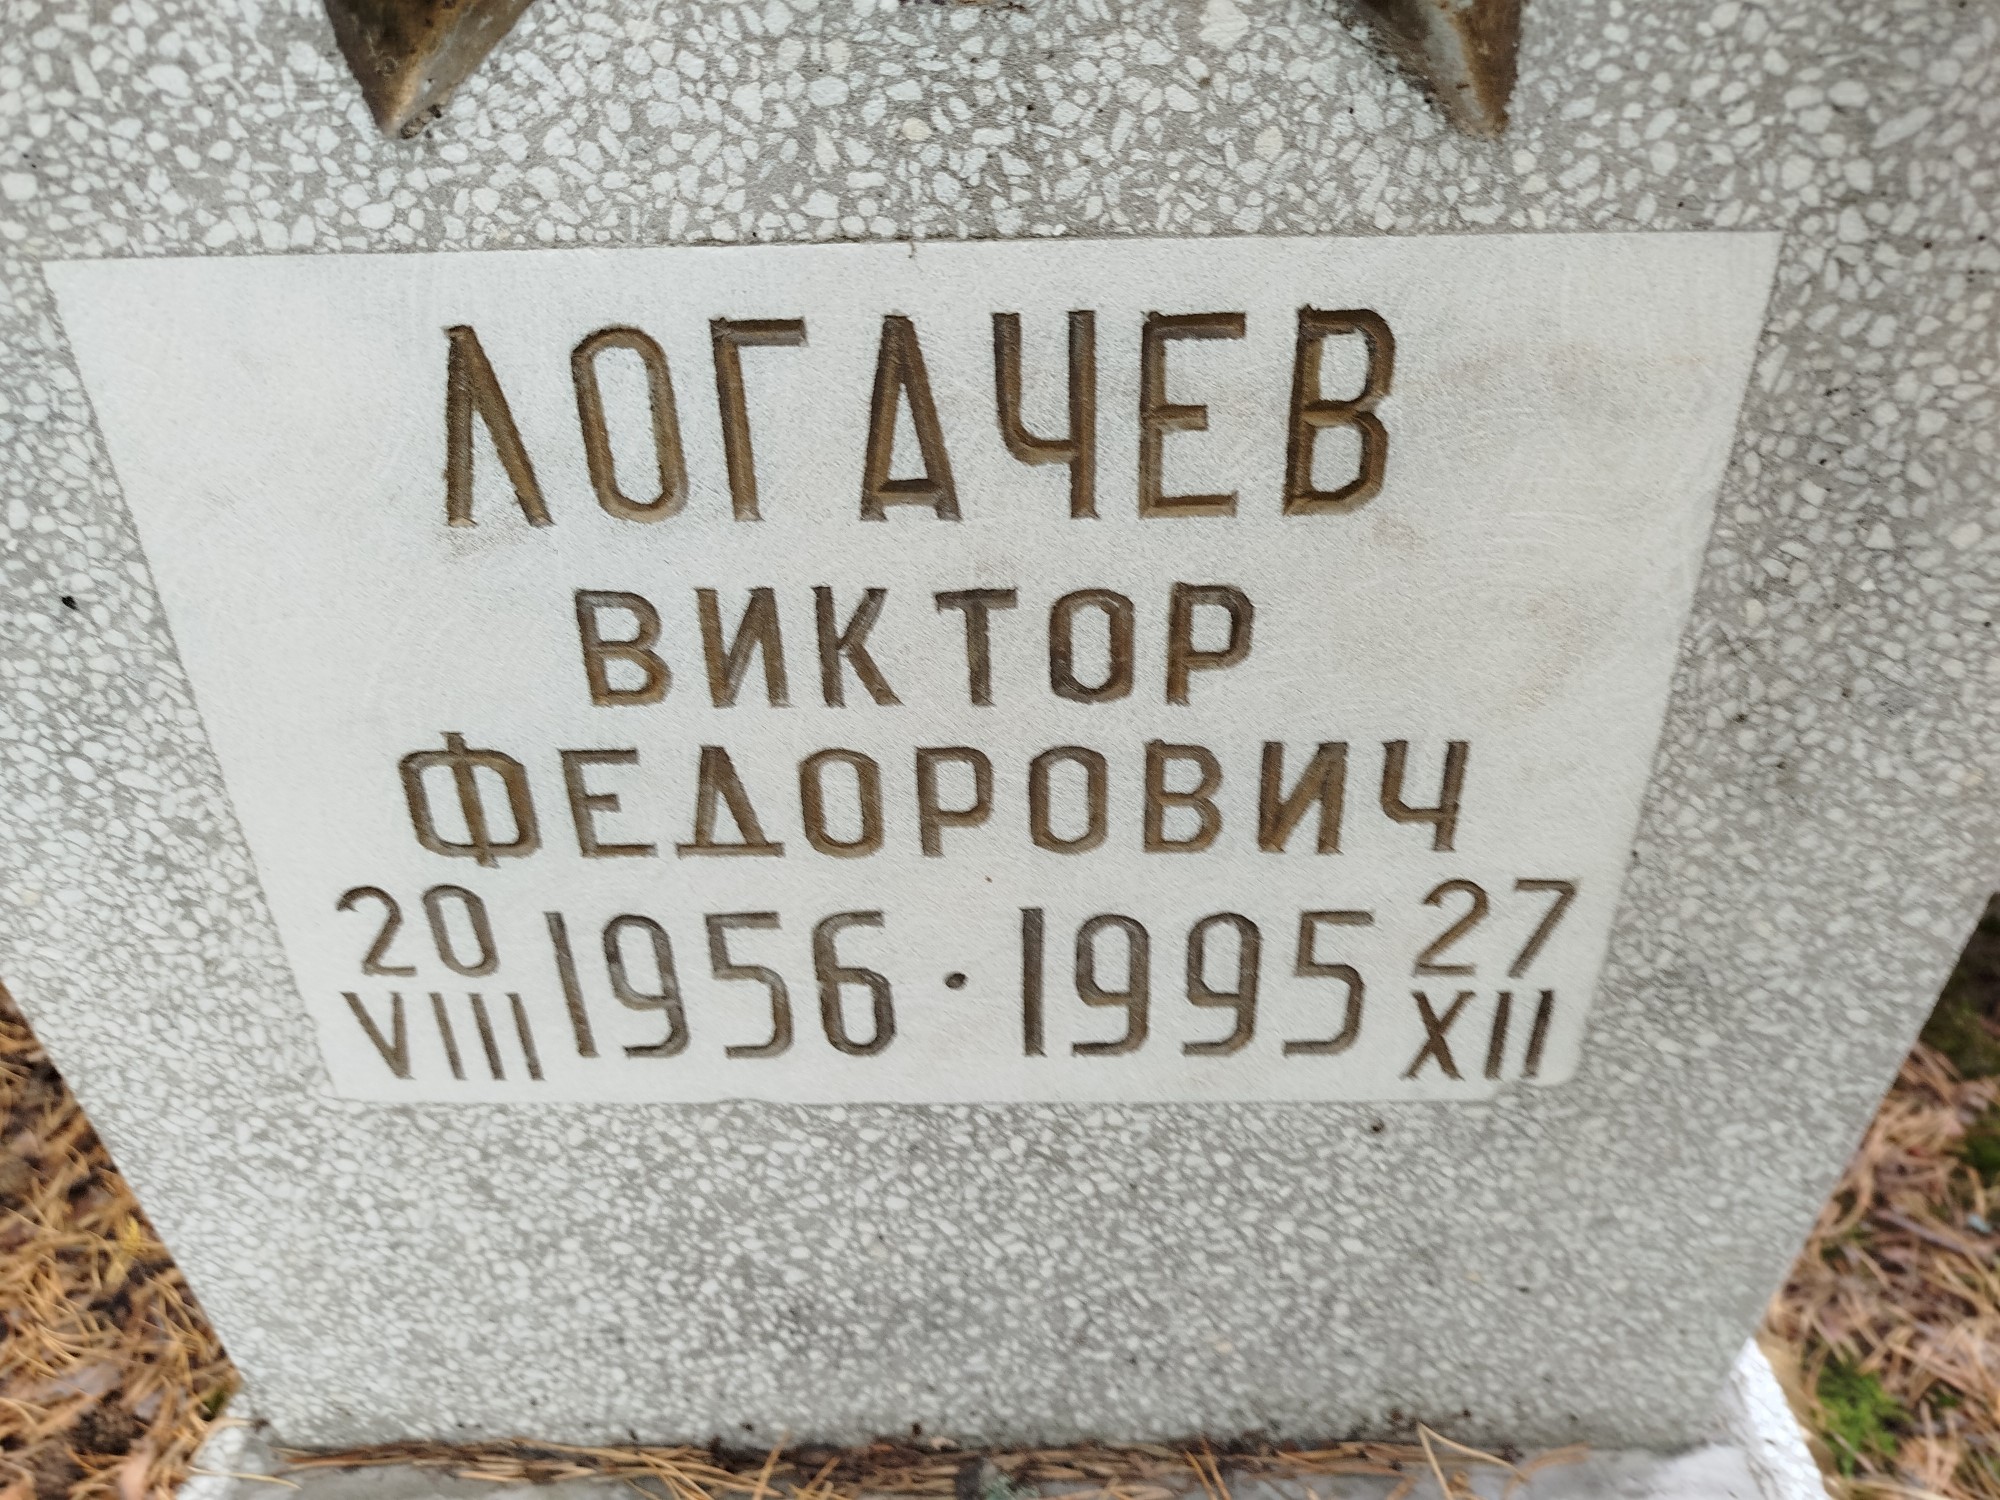 ЛОГАЧЕВ
ВИКТОР
ФЕДОРОВИЧ
20 VIII 1956 · 1995 27 XII